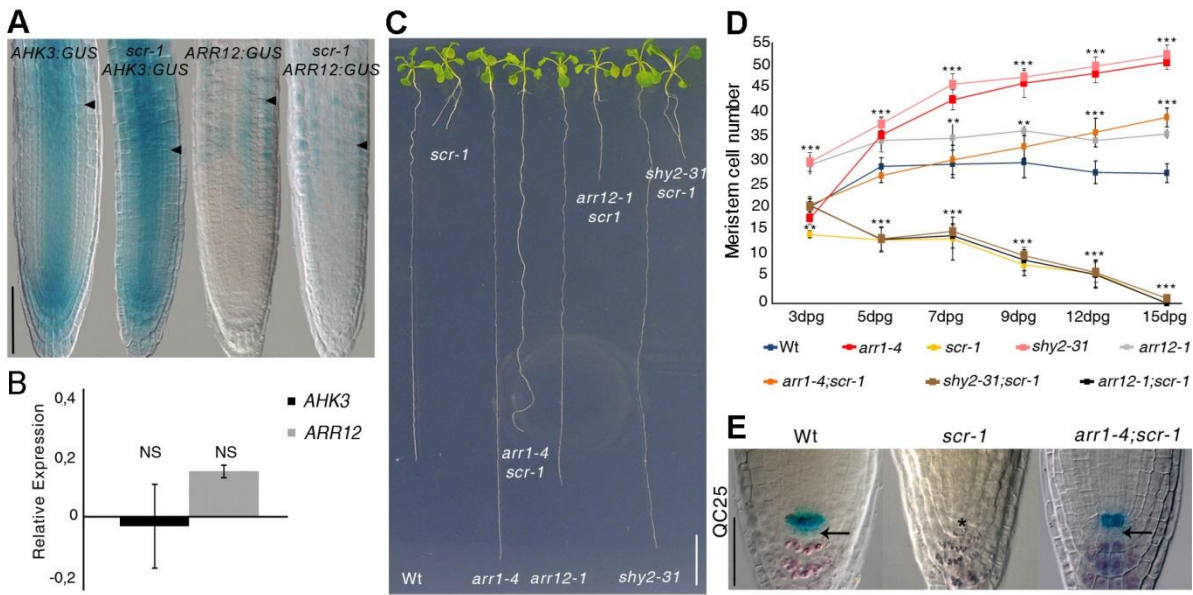 A
AHK3:GUS
scr-1
AHK3:GUS
ARR12:GUS
scr-1
ARR12:GUS
B
0,4
0,2
0
-0,2
Relative Expression
NS
NS
AHK3
ARR12
C
scr-1
arr12-1
scr1
shy2-31
scr-1
arr1-4
scr-1
Wt
arr1-4
arr12-1
shy2-31
D
Meristem cell number
55
50
45
40
35
30
25
20
15
10
5
0
***
**
***
***
***
**
***
***
**
***
***
***
***
***
***
***
3dpg
5dpg
7dpg
9dpg
12dpg
15dpg
Wt
arr1-4
scr-1
shy2-31
arr12-1
arr1-4;scr-1
shy2-31;scr-1
arr12-1;scr-1
E
Wt
scr-1
arr1-4;scr-1
QC25
*